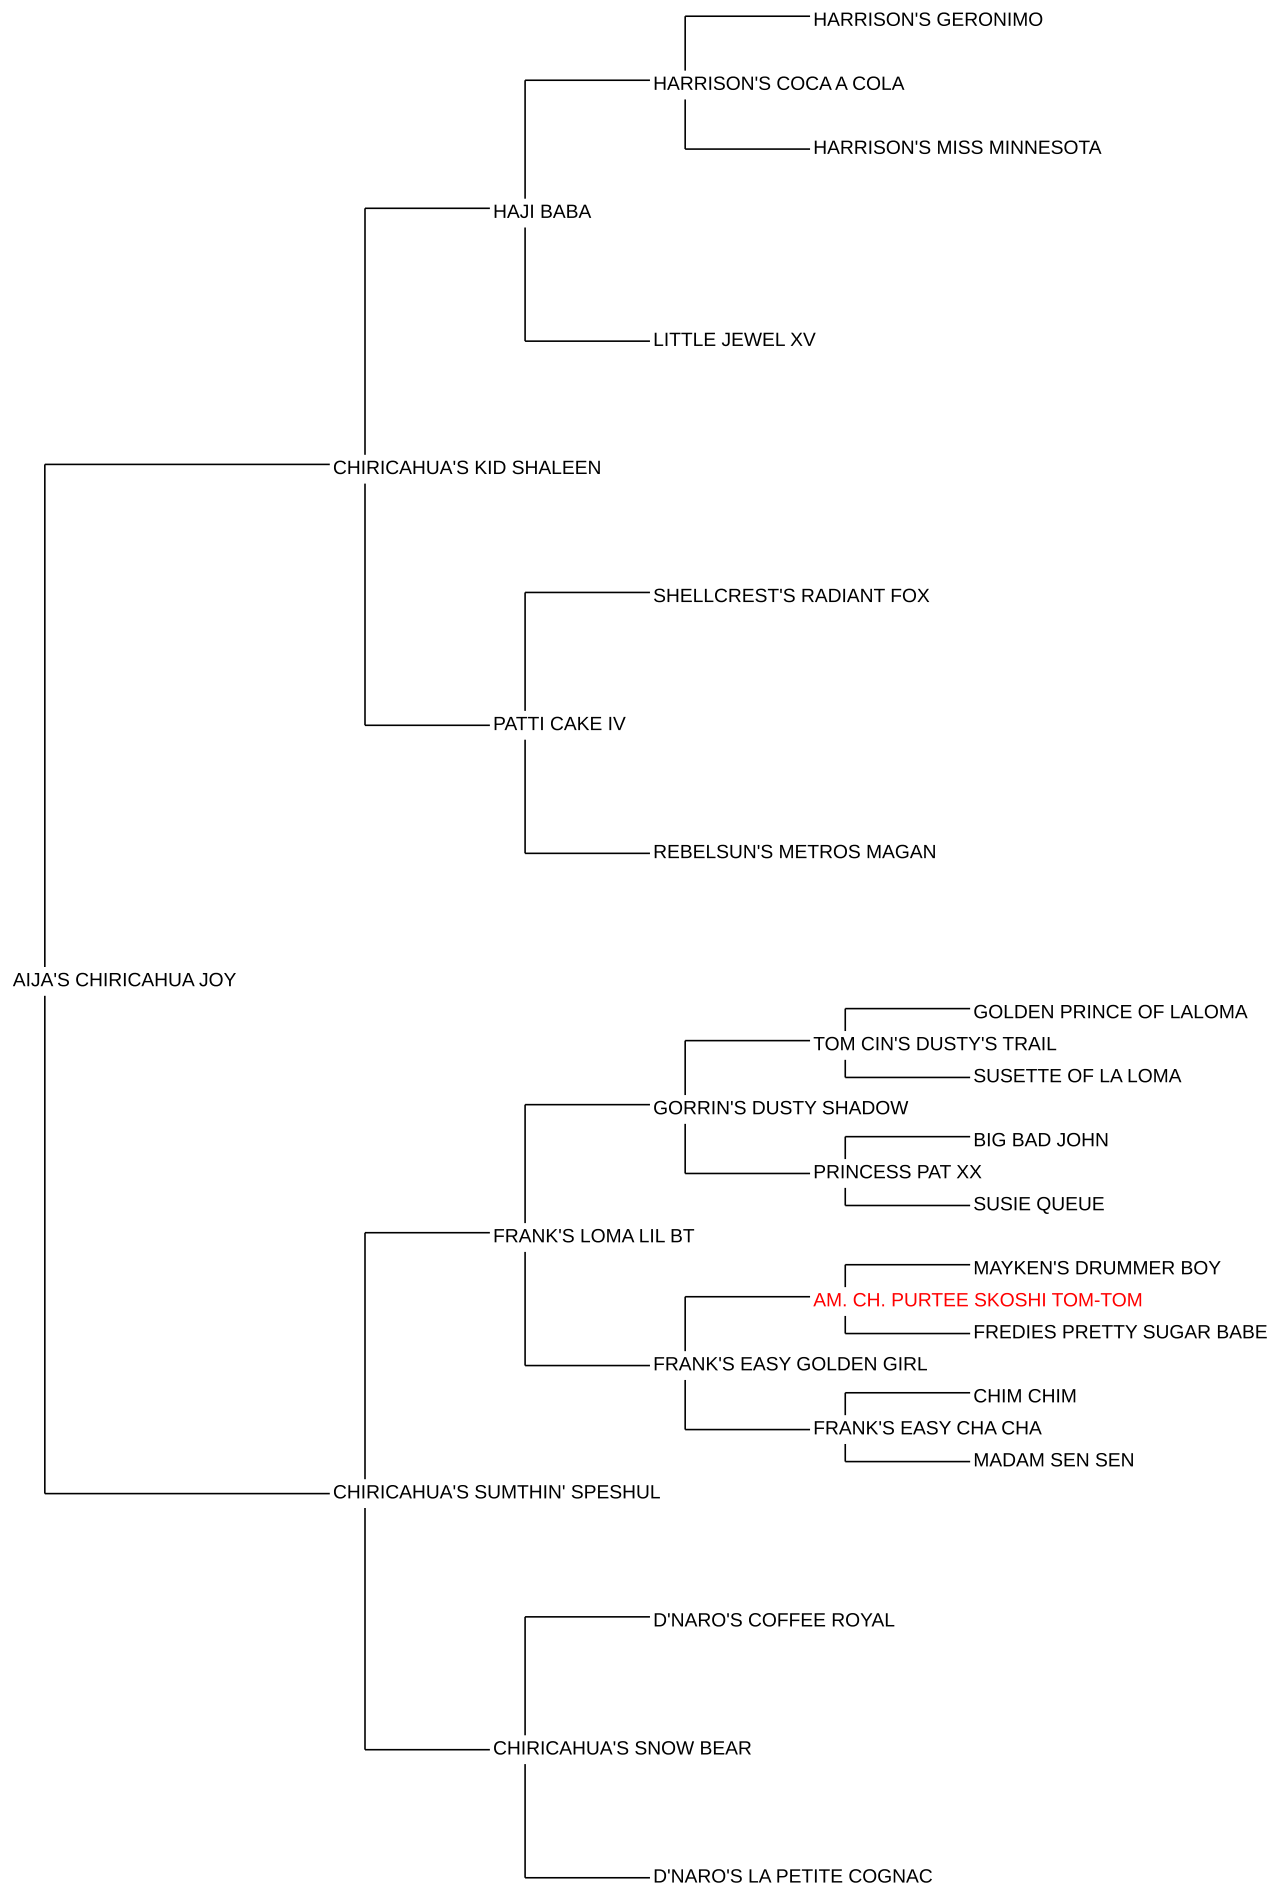 HARRISON'S GERONIMO
HARRISON'S COCA A COLA
HARRISON'S MISS MINNESOTA
HAJI BABA
LITTLE JEWEL XV
CHIRICAHUA'S KID SHALEEN
SHELLCREST'S RADIANT FOX
PATTI CAKE IV
REBELSUN'S METROS MAGAN
AIJA'S CHIRICAHUA JOY
GOLDEN PRINCE OF LALOMA
TOM CIN'S DUSTY'S TRAIL
SUSETTE OF LA LOMA
GORRIN'S DUSTY SHADOW
BIG BAD JOHN
PRINCESS PAT XX
SUSIE QUEUE
FRANK'S LOMA LIL BT
MAYKEN'S DRUMMER BOY
AM. CH. PURTEE SKOSHI TOM-TOM
FREDIES PRETTY SUGAR BABE
FRANK'S EASY GOLDEN GIRL
CHIM CHIM
FRANK'S EASY CHA CHA
MADAM SEN SEN
CHIRICAHUA'S SUMTHIN' SPESHUL
D'NARO'S COFFEE ROYAL
CHIRICAHUA'S SNOW BEAR
D'NARO'S LA PETITE COGNAC